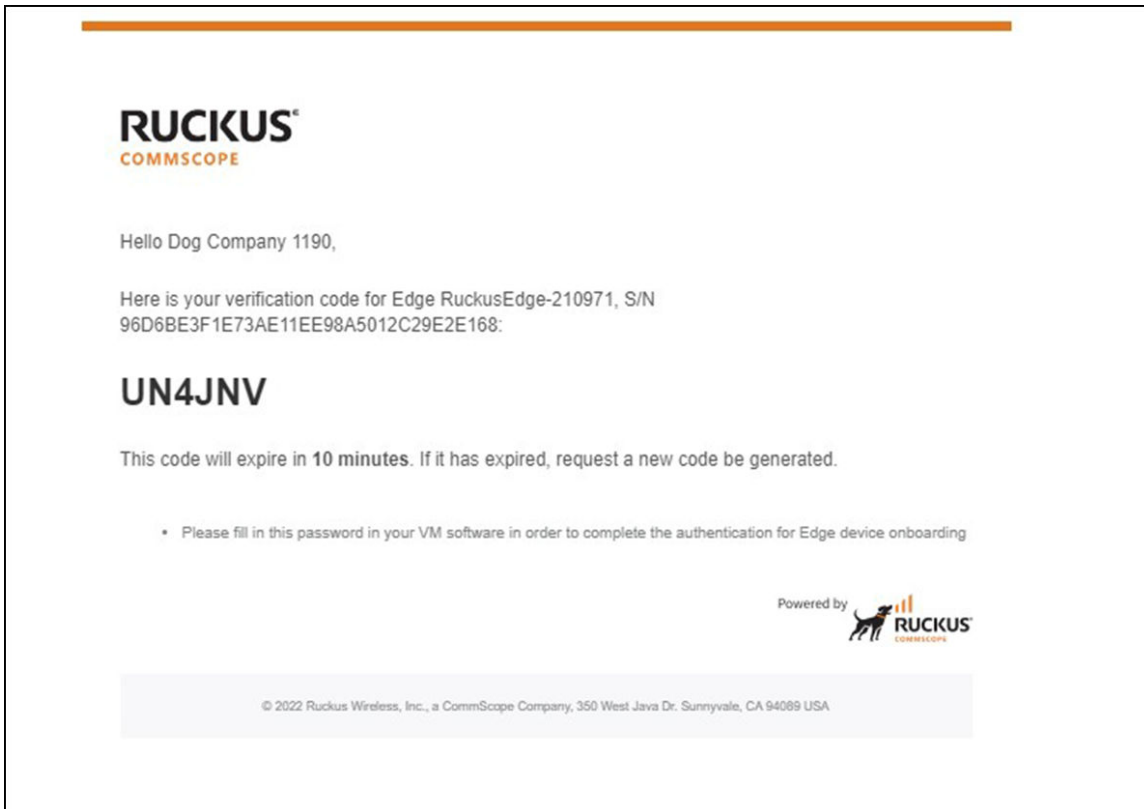 RUCKUS®
COMMSCOPE
Hello Dog Company 1190,
Here is your verification code for Edge RuckusEdge-210971, S/N
96D6BE3F1E73AE11EE98A5012C29E2E168:
UN4JNV
This code will expire in 10 minutes. If it has expired, request a new code be generated.
• Please fill in this password in your VM software in order to complete the authentication for Edge device onboarding
Powered by
RUCKUS®
COMMSCOPE
© 2022 Ruckus Wireless, Inc., a CommScope Company, 350 West Java Dr. Sunnyvale, CA 94089 USA